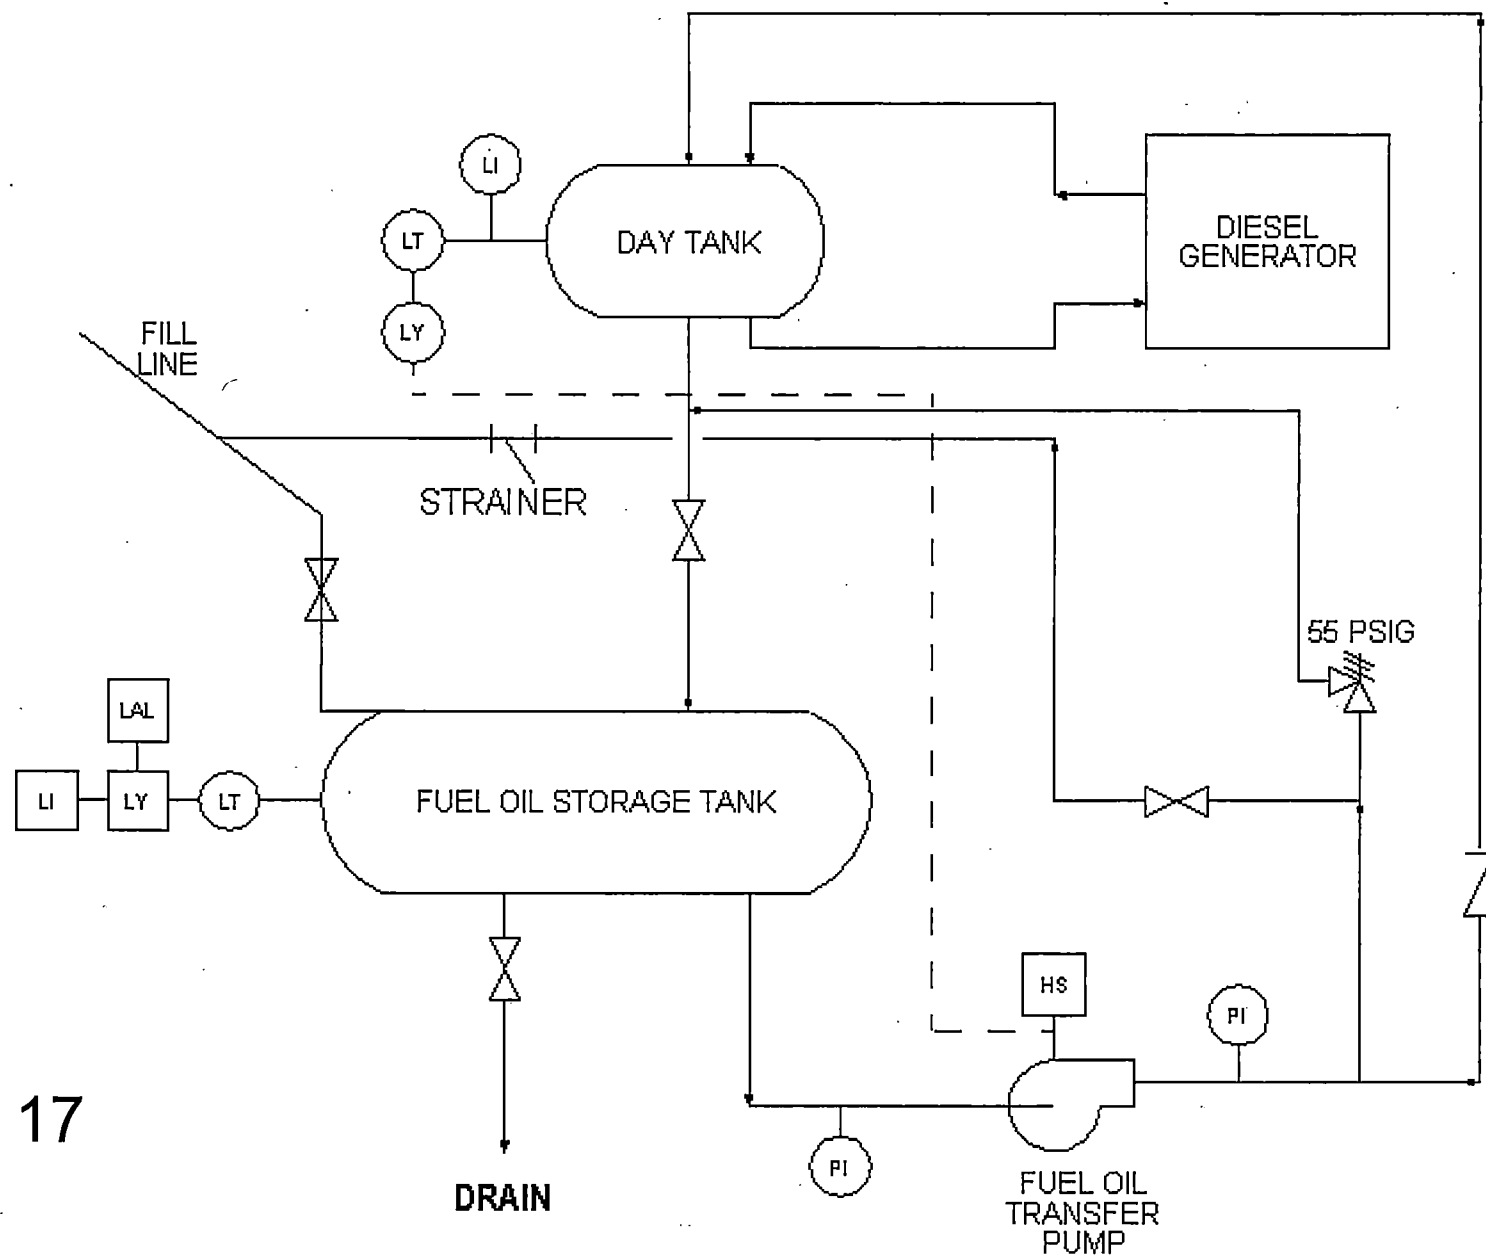 LI
DAY TANK
DIESEL
GENERATOR
LT
LY
FILL
LINE
STRAINER
55 PSIG
LAL
LI
LY
LT
FUEL OIL STORAGE TANK
HS
PI
17
DRAIN
PI
FUEL OIL
TRANSFER
PUMP